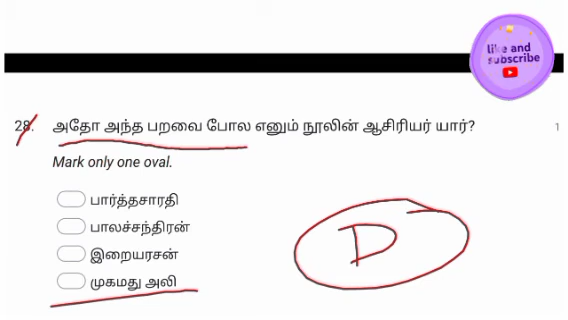 like and
subscribe
28. அதோ அந்த பறவை போல எனும் நூலின் ஆசிரியர் யார்?
1
Mark only one oval.
பார்த்தசாரதி
பாலச்சந்திரன்
இறையரசன்
முகமது அலி
D